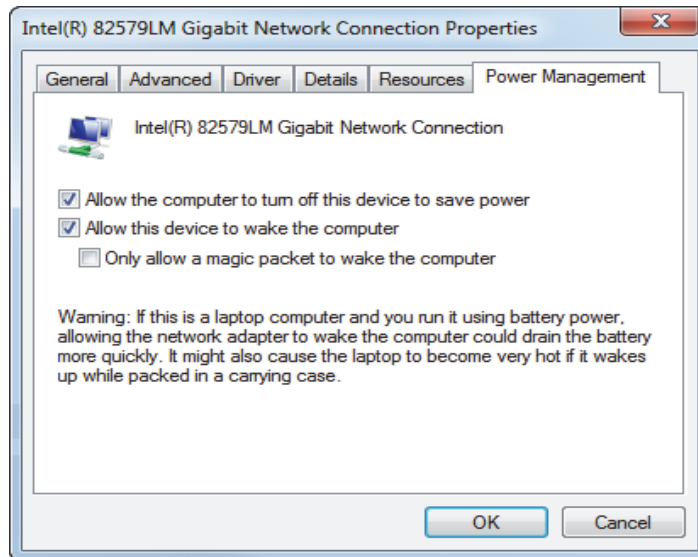 Intel(R) 82579LM Gigabit Network Connection Properties
General Advanced Driver Details Resources Power Management
Intel(R) 82579LM Gigabit Network Connection
Allow the computer to turn off this device to save power
Allow this device to wake the computer
Only allow a magic packet to wake the computer
Warning: If this is a laptop computer and you run it using battery power,
allowing the network adapter to wake the computer could drain the battery
more quickly. It might also cause the laptop to become very hot if it wakes
up while packed in a carrying case.
OK Cancel